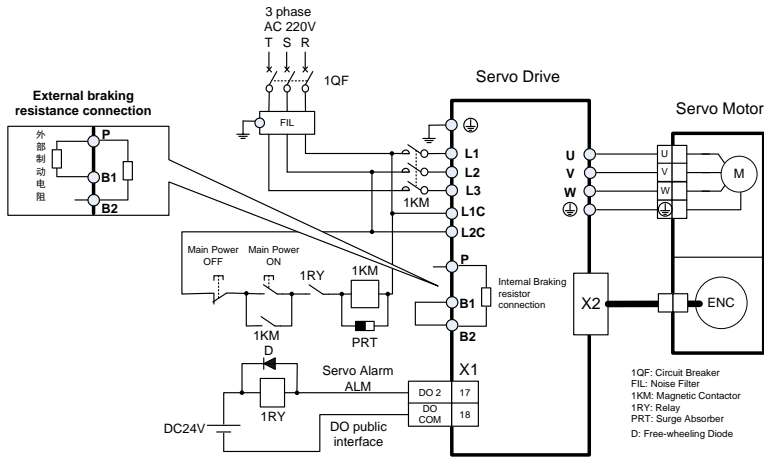 3 phase
AC 220V
T S R
1QF
FIL
Servo Drive
Servo Motor
External braking
resistance connection
外部制动电阻
P
B1
B2
L1
L2
L3
1KM
L1C
L2C
U
V
W
U
V
W
M
Main Power
OFF
Main Power
ON
1RY
1KM
1KM
PRT
P
B1
B2
Internal Braking
resistor
connection
X2
ENC
D
1RY
DC24V
Servo Alarm
ALM
DO public
interface
X1
DO 2 17
DO
COM 18
1QF: Circuit Breaker
FIL: Noise Filter
1KM: Magnetic Contactor
1RY: Relay
PRT: Surge Absorber
D: Free-wheeling Diode